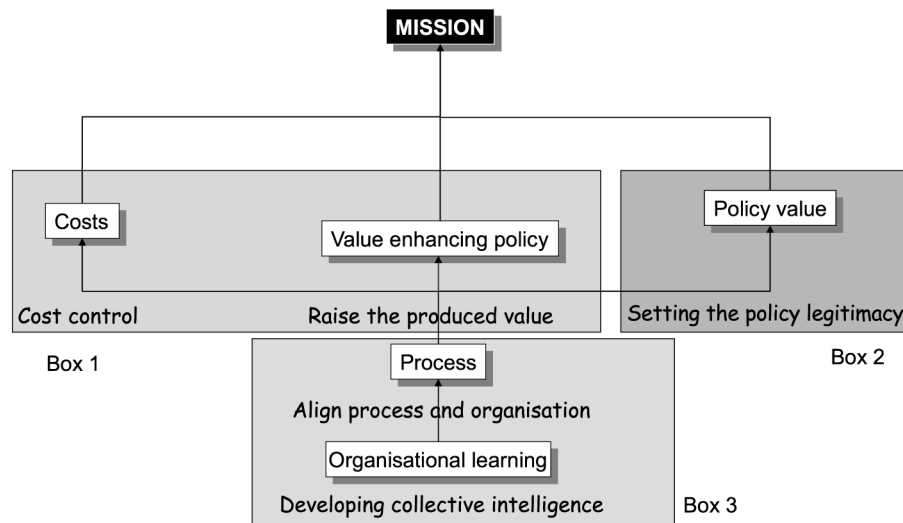 MISSION
Costs
Value enhancing policy
Policy value
Cost control
Raise the produced value
Setting the policy legitimacy
Box 1
Box 2
Process
Align process and organisation
Organisational learning
Developing collective intelligence
Box 3